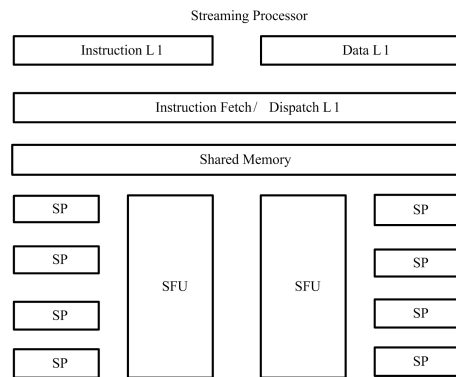 Streaming Processor
Instruction L 1 Data L 1
Instruction Fetch / Dispatch L 1
Shared Memory
SP SP
SP SP
SFU SFU
SP SP
SP SP